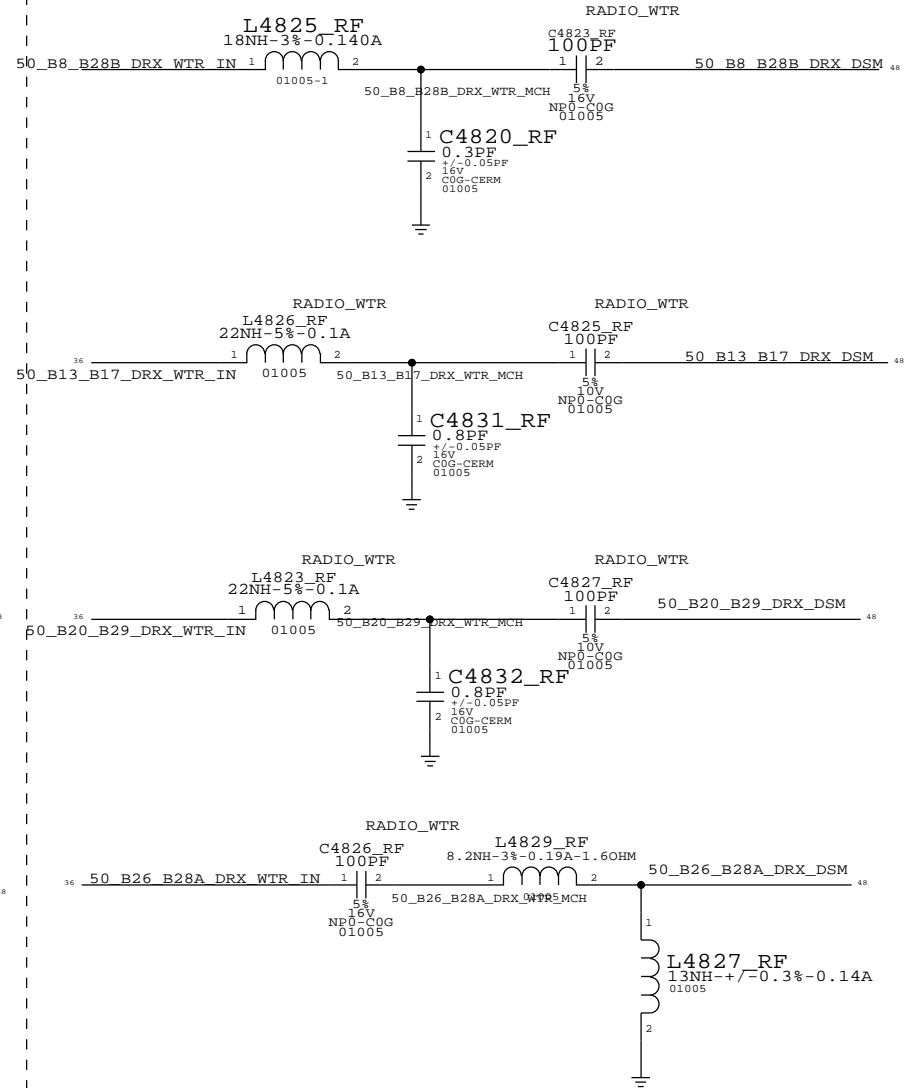 RADIO_WTR
L4825_RF
18NH-3%-0.140A
C4823_RF
100PF
50_B8_B28B_DRX_WTR_IN
1
2
01005-1
1
2
50_B8_B28B_DRX_DSM
48
50_B8_B28B_DRX_WTR_MCH
5%
16V
NP0-C0G
01005
1
C4820_RF
0.3PF
+/-0.05PF
16V
C0G-CERM
01005
2
RADIO_WTR
RADIO_WTR
L4826_RF
22NH-5%-0.1A
C4825_RF
100PF
36
1
2
1
2
50_B13_B17_DRX_DSM
48
50_B13_B17_DRX_WTR_IN
01005
50_B13_B17_DRX_WTR_MCH
5%
10V
NP0-C0G
01005
1
C4831_RF
0.8PF
+/-0.05PF
16V
C0G-CERM
01005
2
RADIO_WTR
RADIO_WTR
L4823_RF
22NH-5%-0.1A
C4827_RF
100PF
8
36
1
2
1
2
50_B20_B29_DRX_DSM
48
50_B20_B29_DRX_WTR_IN
01005
50_B20_B29_DRX_WTR_MCH
5%
10V
NP0-C0G
01005
1
C4832_RF
0.8PF
+/-0.05PF
16V
C0G-CERM
01005
2
RADIO_WTR
C4826_RF
100PF
L4829_RF
8.2NH-3%-0.19A-1.6OHM
8
36
50_B26_B28A_DRX_WTR_IN
1
2
1
2
50_B26_B28A_DRX_DSM
48
50_B26_B28A_DRX_WTR_MCH
01005
5%
16V
NP0-C0G
01005
1
L4827_RF
13NH-+/-0.3%-0.14A
01005
2